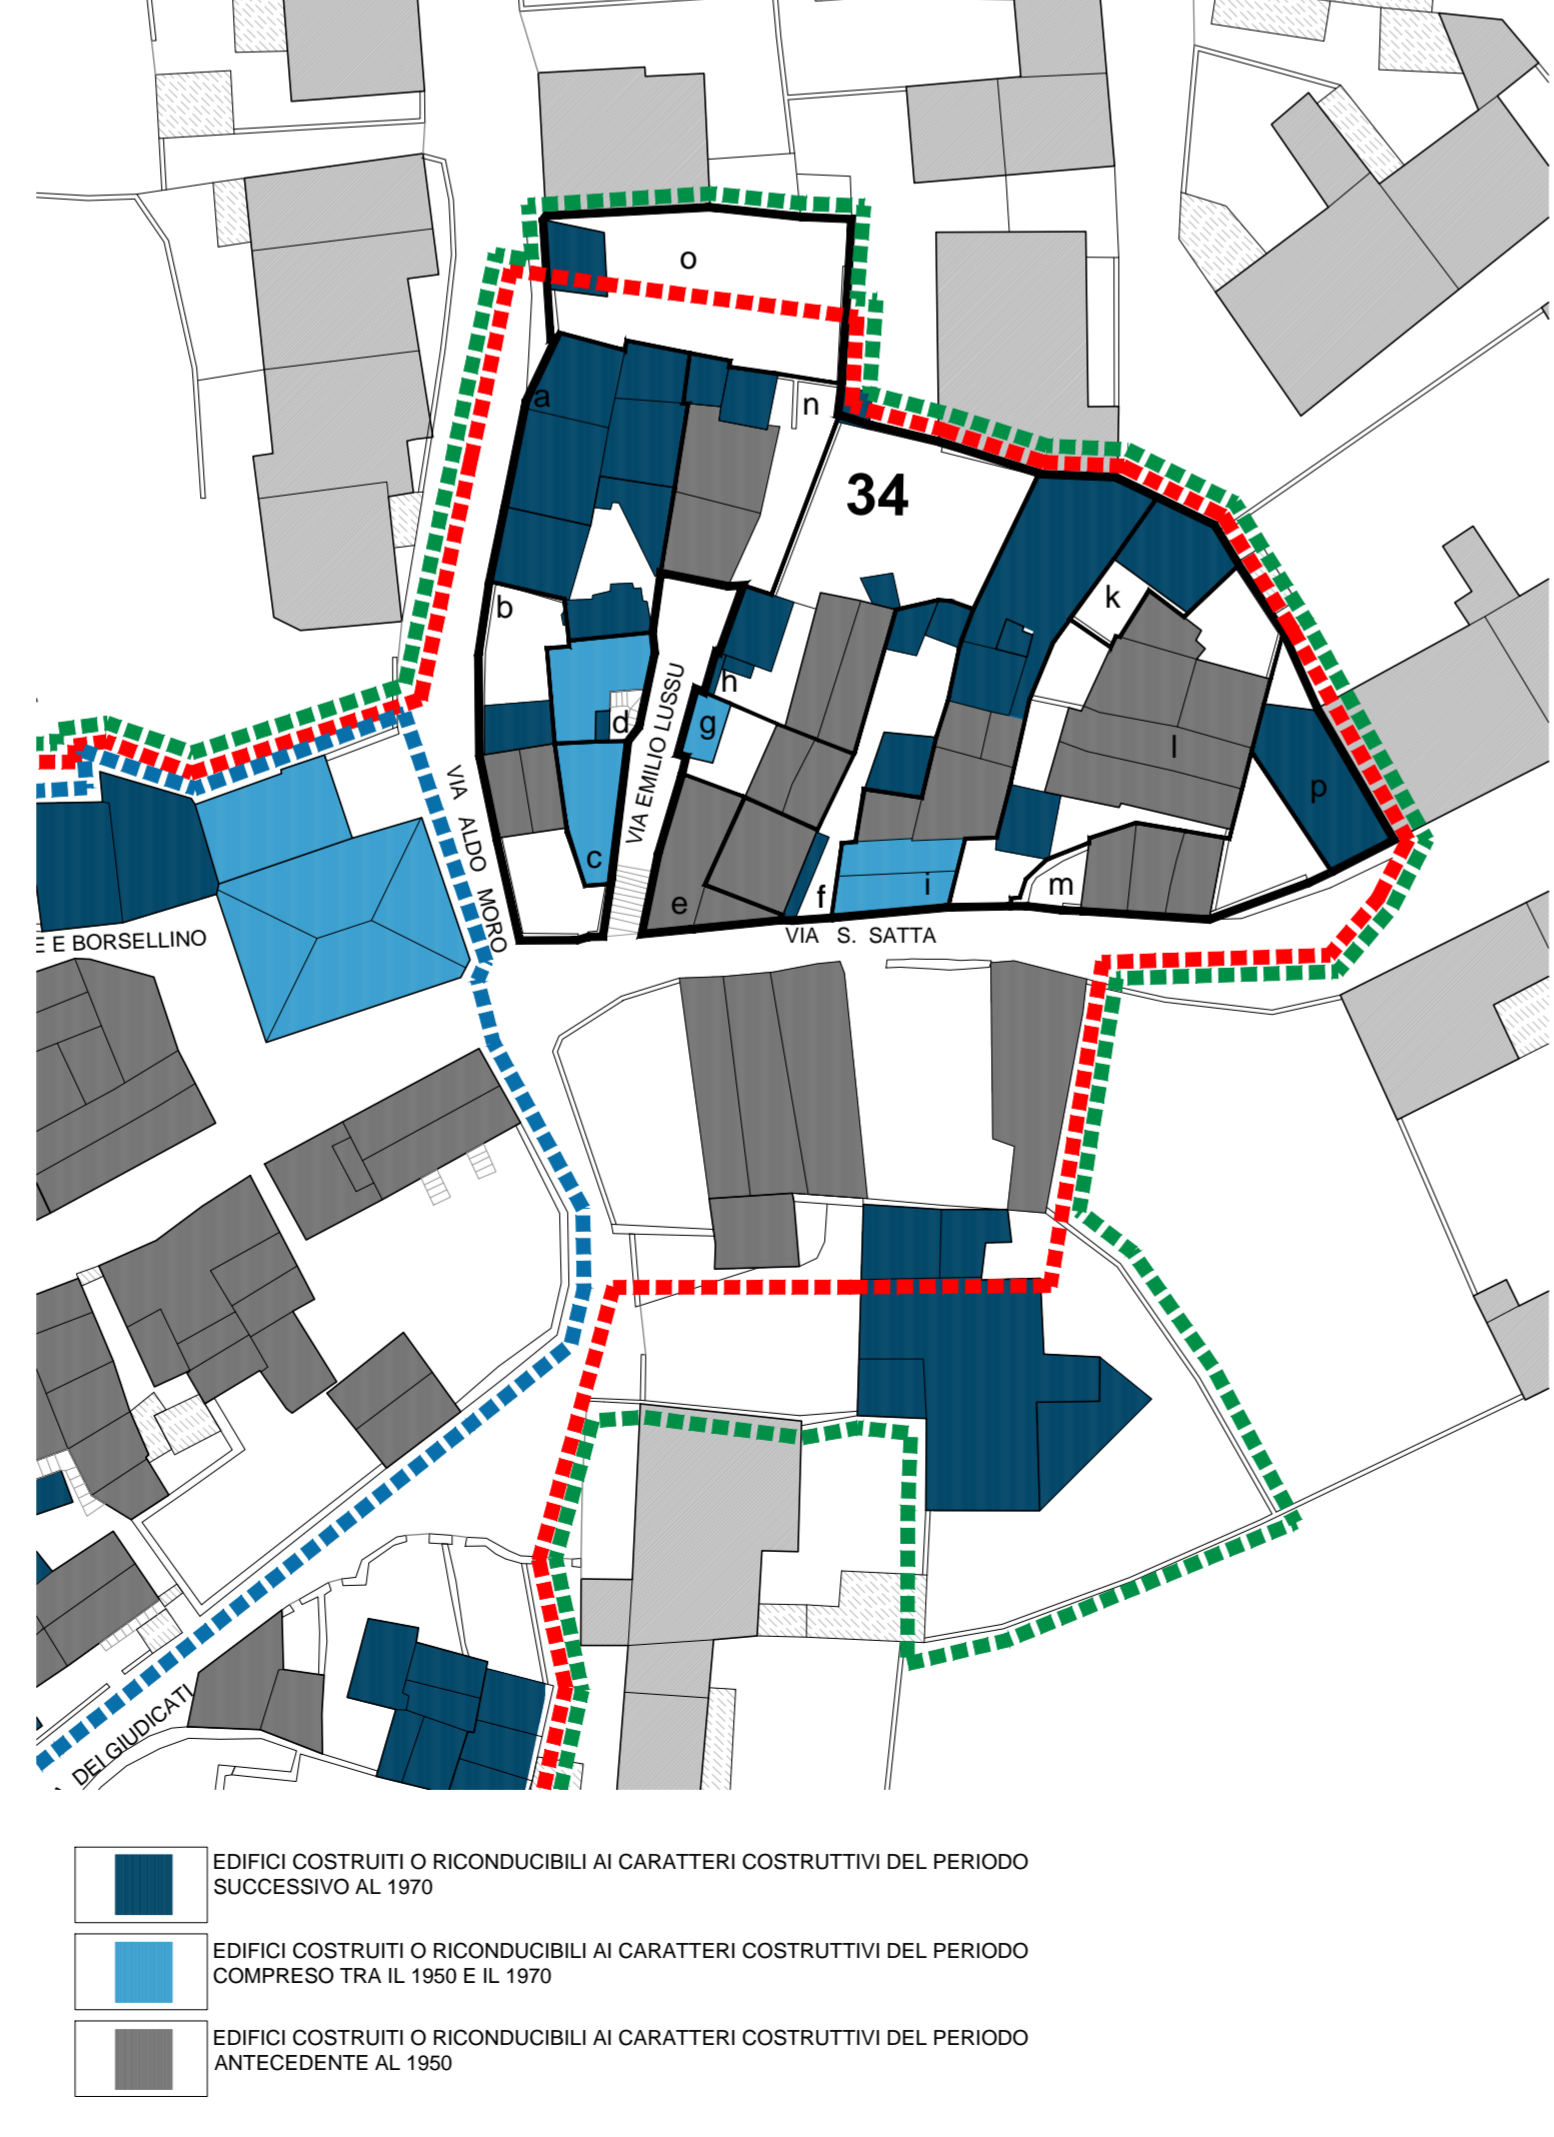 o
a
n
34
b
k
h
d
g
l
p
VIA EMILIO LUSSU
VIA ALDO MORO
c
e
f
i
m
VIA S. SATTA
E E BORSELLINO
DEI GIUDICATI
EDIFICI COSTRUITI O RICONDUCIBILI AI CARATTERI COSTRUTTIVI DEL PERIODO
SUCCESSIVO AL 1970
EDIFICI COSTRUITI O RICONDUCIBILI AI CARATTERI COSTRUTTIVI DEL PERIODO
COMPRESO TRA IL 1950 E IL 1970
EDIFICI COSTRUITI O RICONDUCIBILI AI CARATTERI COSTRUTTIVI DEL PERIODO
ANTECEDENTE AL 1950